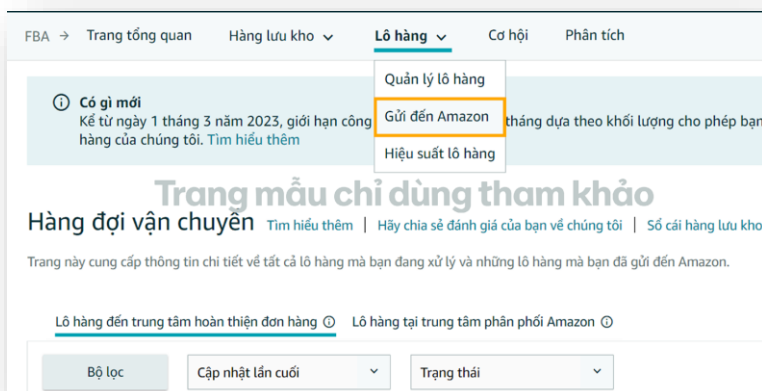 FBA → Trang tổng quan Hàng lưu kho Lô hàng Cơ hội Phân tích
Quản lý lô hàng
Gửi đến Amazon
Hiệu suất lô hàng
Có gì mới
Kể từ ngày 1 tháng 3 năm 2023, giới hạn công tháng dựa theo khối lượng cho phép bạn
hàng của chúng tôi. Tìm hiểu thêm
Trang mẫu chỉ dùng tham khảo
Hàng đợi vận chuyển Tìm hiểu thêm | Hãy chia sẻ đánh giá của bạn về chúng tôi | Sổ cái hàng lưu kho
Trang này cung cấp thông tin chi tiết về tất cả lô hàng mà bạn đang xử lý và những lô hàng mà bạn đã gửi đến Amazon.
Lô hàng đến trung tâm hoàn thiện đơn hàng Lô hàng tại trung tâm phân phối Amazon
Bộ lọc Cập nhật lần cuối Trạng thái